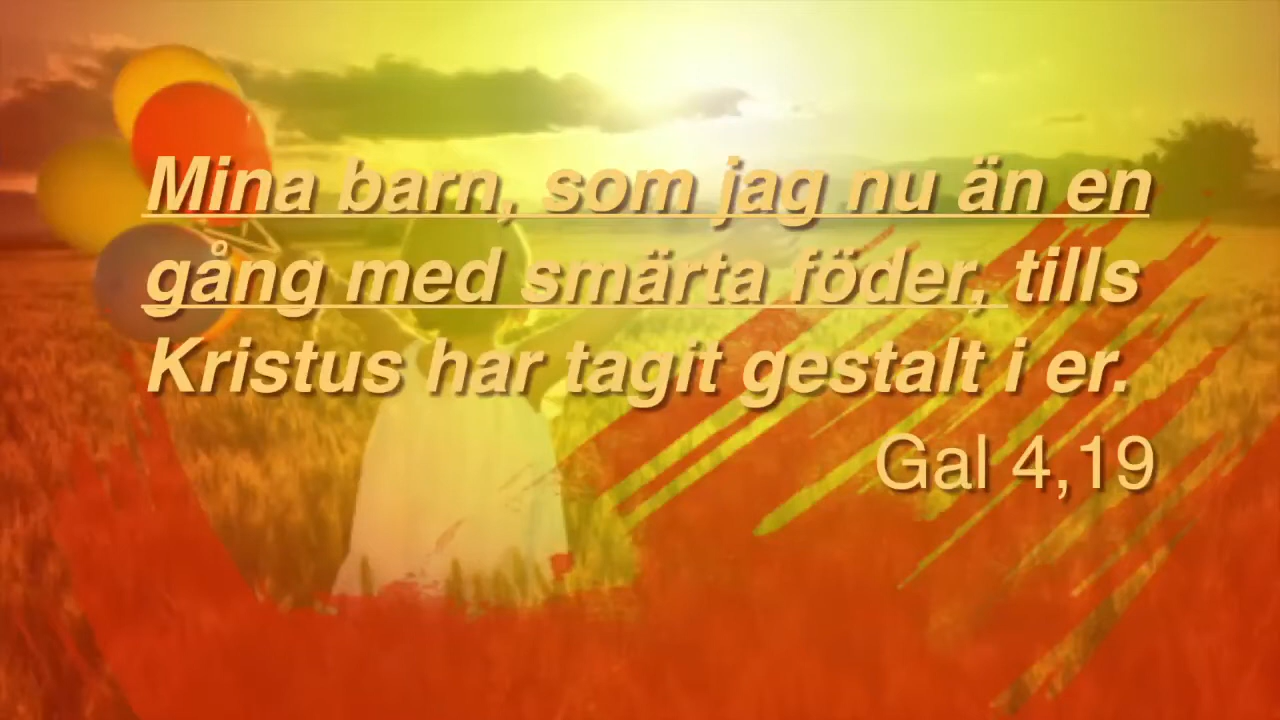 Mina barn, som jag nu än en
gång med smärta föder, tills
Kristus har tagit gestalt i er.
Gal 4,19